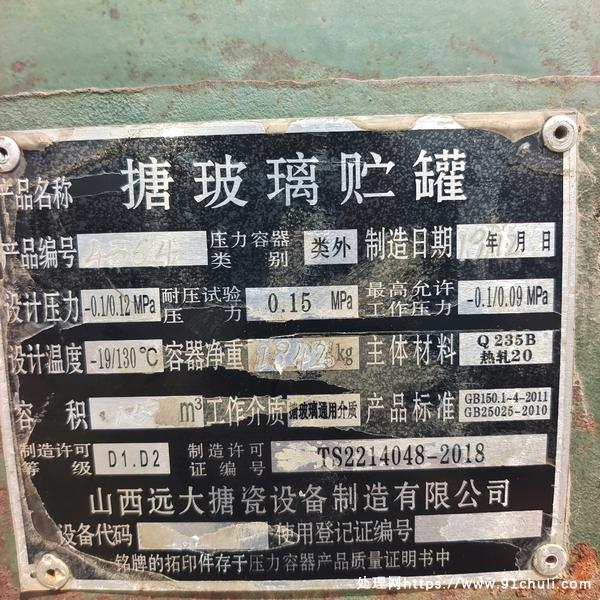 产品名称 搪玻璃贮罐
产品编号 压力容器类别 类外 制造日期 年 月 日
设计压力 -0.1/0.12 MPa 耐压试验压力 0.15 MPa 最高允许工作压力 -0.1/0.09 MPa
设计温度 -19/130 ℃ 容器净重 1342 kg 主体材料 Q 235B 热轧20
容积 m³ 工作介质 搪玻璃通用介质 产品标准 GB150.1~4-2011 GB25025-2010
制造许可等级 D1.D2 制造许可证编号 TS2214048-2018
山西远大搪瓷设备制造有限公司
设备代码 使用登记证编号
铭牌的拓印件存于压力容器产品质量证明书中
处理网https://www.91chuli.com